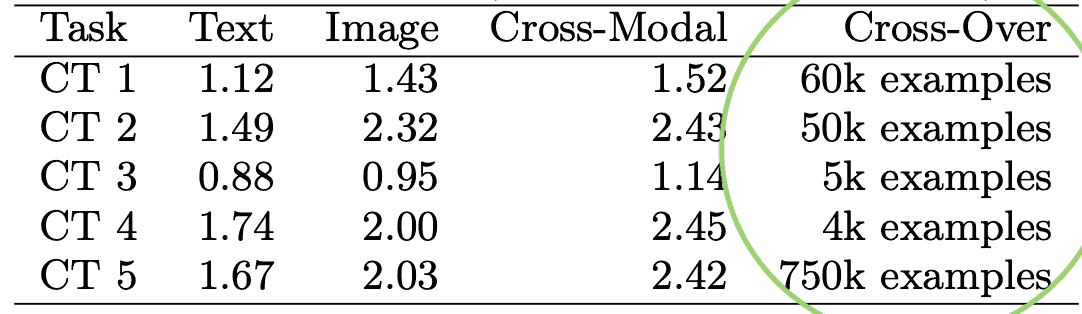 Task Text Image Cross-Modal Cross-Over
CT 1 1.12 1.43 1.52 60k examples
CT 2 1.49 2.32 2.43 50k examples
CT 3 0.88 0.95 1.14 5k examples
CT 4 1.74 2.00 2.45 4k examples
CT 5 1.67 2.03 2.42 750k examples